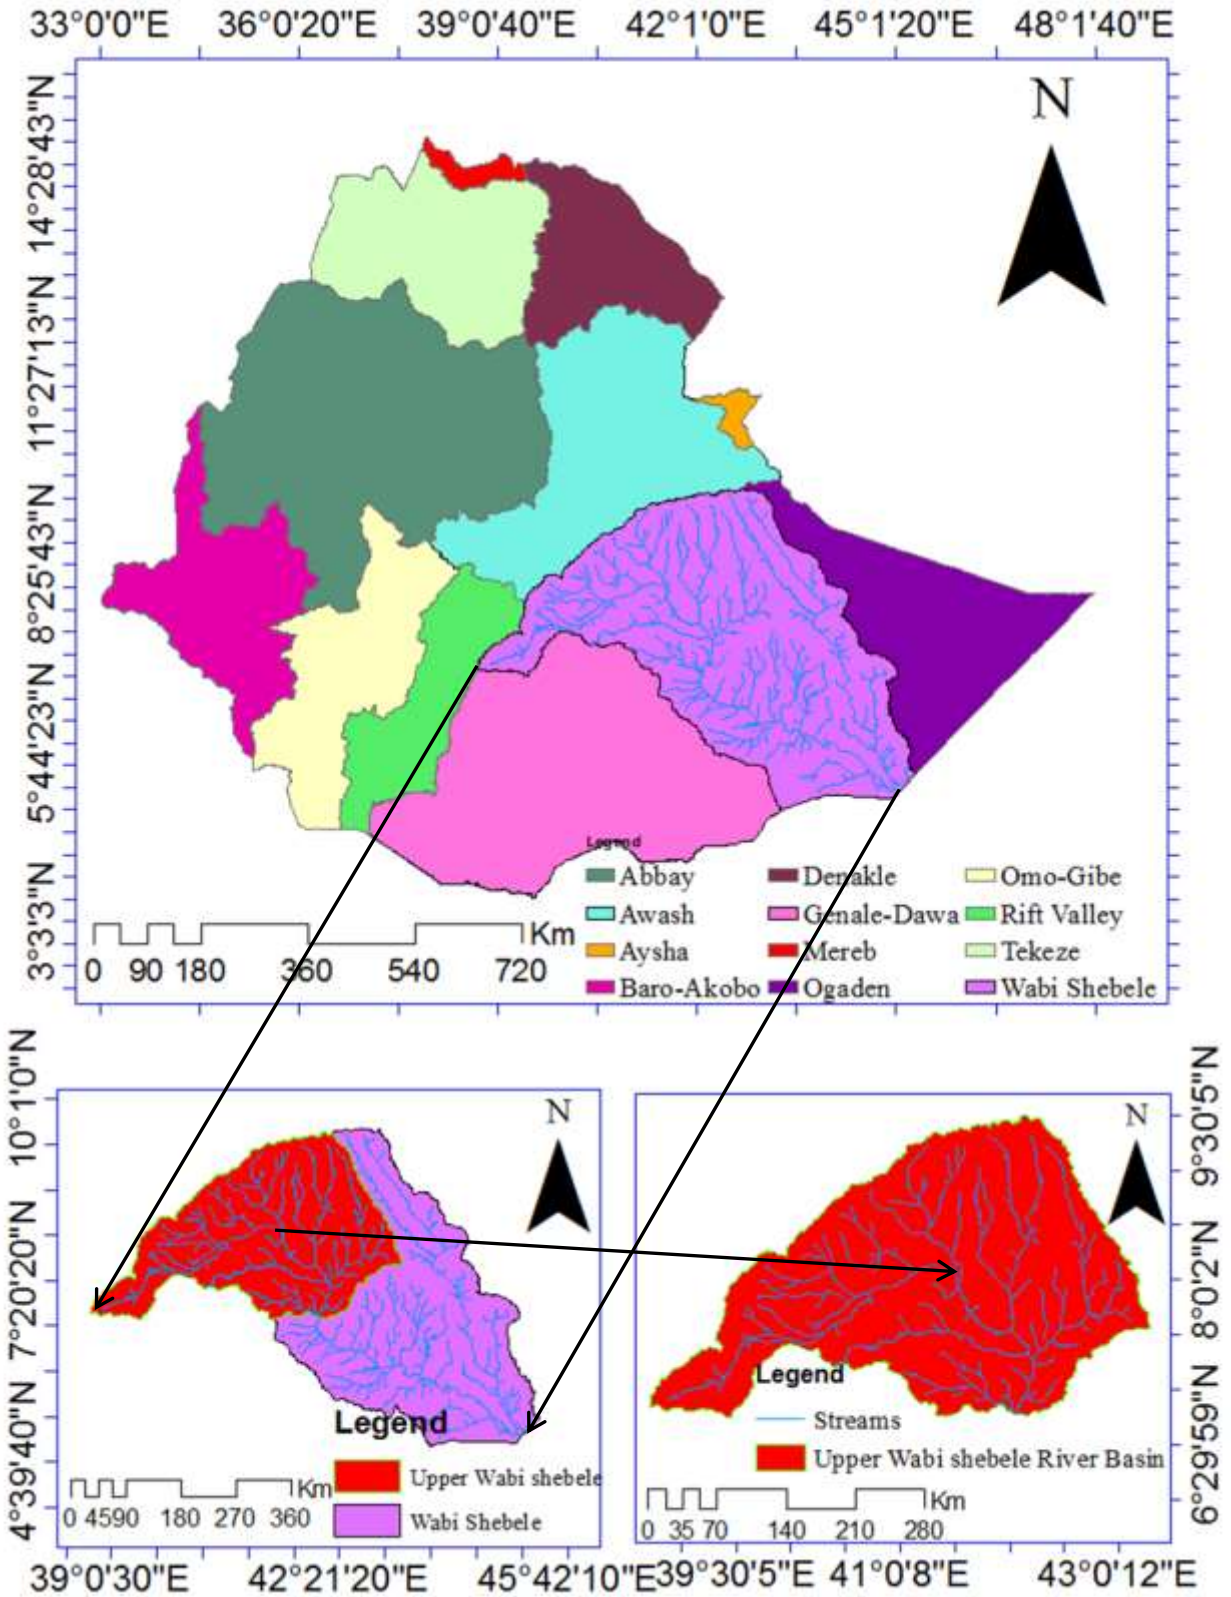 33°0'0"E 36°0'20"E 39°0'40"E 42°1'0"E 45°1'20"E 48°1'40"E
N
14°28'43"N
11°27'13"N
8°25'43"N
5°44'23"N
3°3'3"N
Legend
Abbay Denakle Omo-Gibe
Awash Genale-Dawa Rift Valley
Aysha Mereb Tekeze
Baro-Akobo Ogaden Wabi Shebele
Km
0 90 180 360 540 720
10°1'0"N
7°20'20"N
4°39'40"N
N
Legend
Upper Wabi shebele
Wabi Shebele
Km
0 4590 180 270 360
39°0'30"E 42°21'20"E 45°42'10"E
N
9°30'5"N
8°0'2"N
6°29'59"N
Legend
Streams
Upper Wabi shebele River Basin
Km
0 35 70 140 210 280
39°30'5"E 41°0'8"E 43°0'12"E